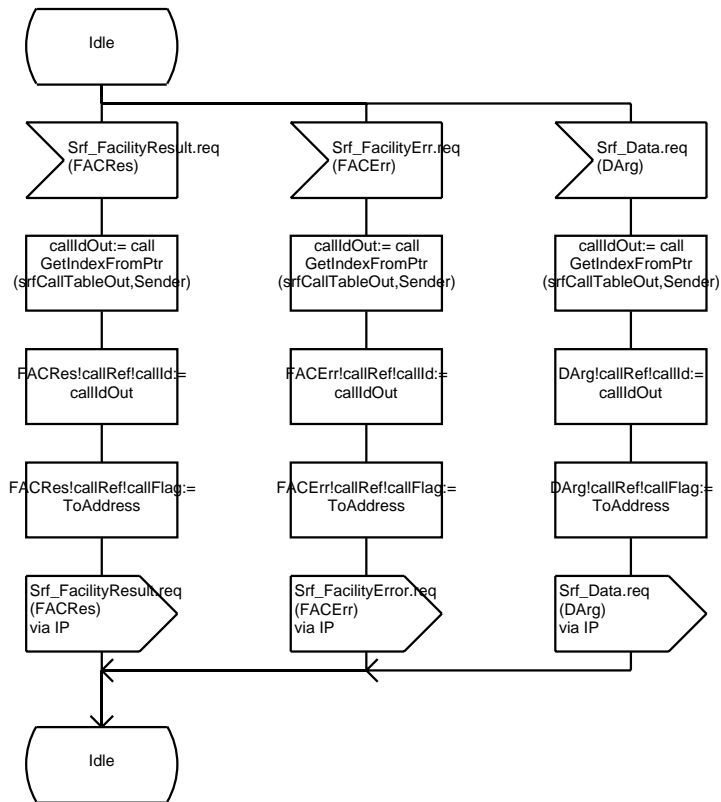 Idle
Srf_FacilityResult.req
(FACRes)
Srf_FacilityErr.req
(FACErr)
Srf_Data.req
(DArg)
callIdOut:= call
GetIndexFromPtr
(srfCallTableOut,Sender)
callIdOut:= call
GetIndexFromPtr
(srfCallTableOut,Sender)
callIdOut:= call
GetIndexFromPtr
(srfCallTableOut,Sender)
FACRes!callRef!callId:=
callIdOut
FACErr!callRef!callId:=
callIdOut
DArg!callRef!callId:=
callIdOut
FACRes!callRef!callFlag:=
ToAddress
FACErr!callRef!callFlag:=
ToAddress
DArg!callRef!callFlag:=
ToAddress
Srf_FacilityResult.req
(FACRes)
via IP
Srf_FacilityError.req
(FACErr)
via IP
Srf_Data.req
(DArg)
via IP
Idle